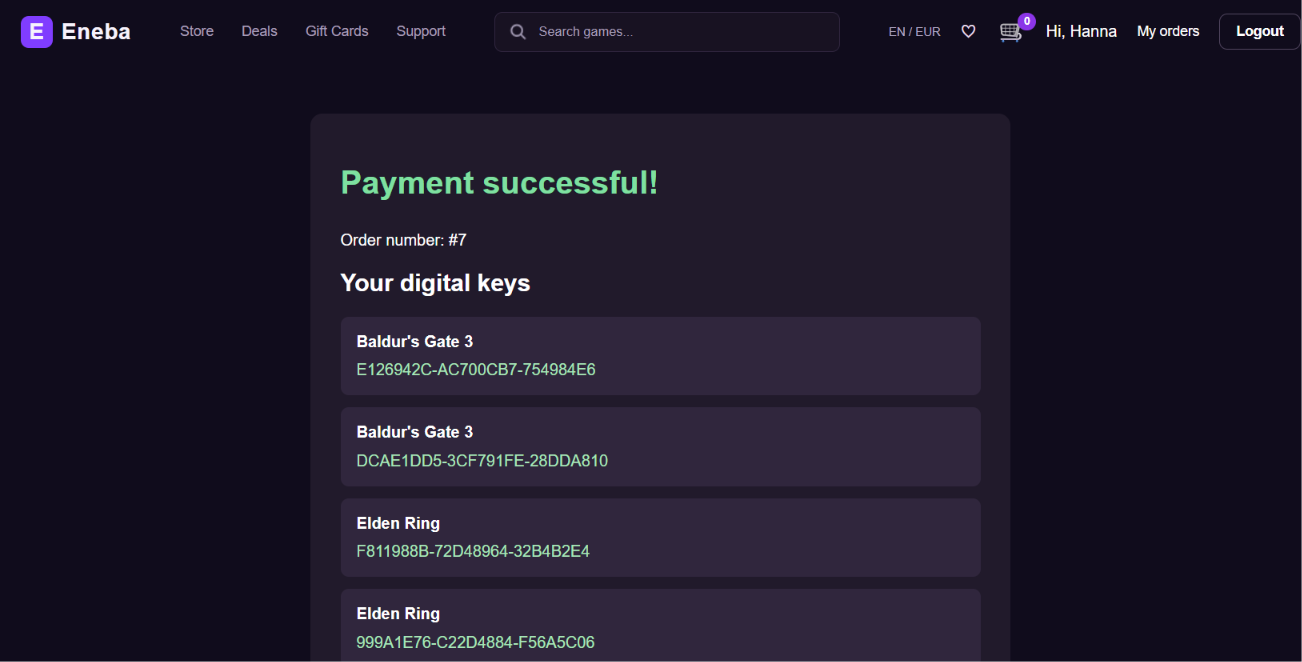 E Eneba Store Deals Gift Cards Support Search games... EN / EUR 0 Hi, Hanna My orders Logout
Payment successful!
Order number: #7
Your digital keys
Baldur's Gate 3
E126942C-AC700CB7-754984E6
Baldur's Gate 3
DCAE1DD5-3CF791FE-28DDA810
Elden Ring
F811988B-72D48964-32B4B2E4
Elden Ring
999A1E76-C22D4884-F56A5C06